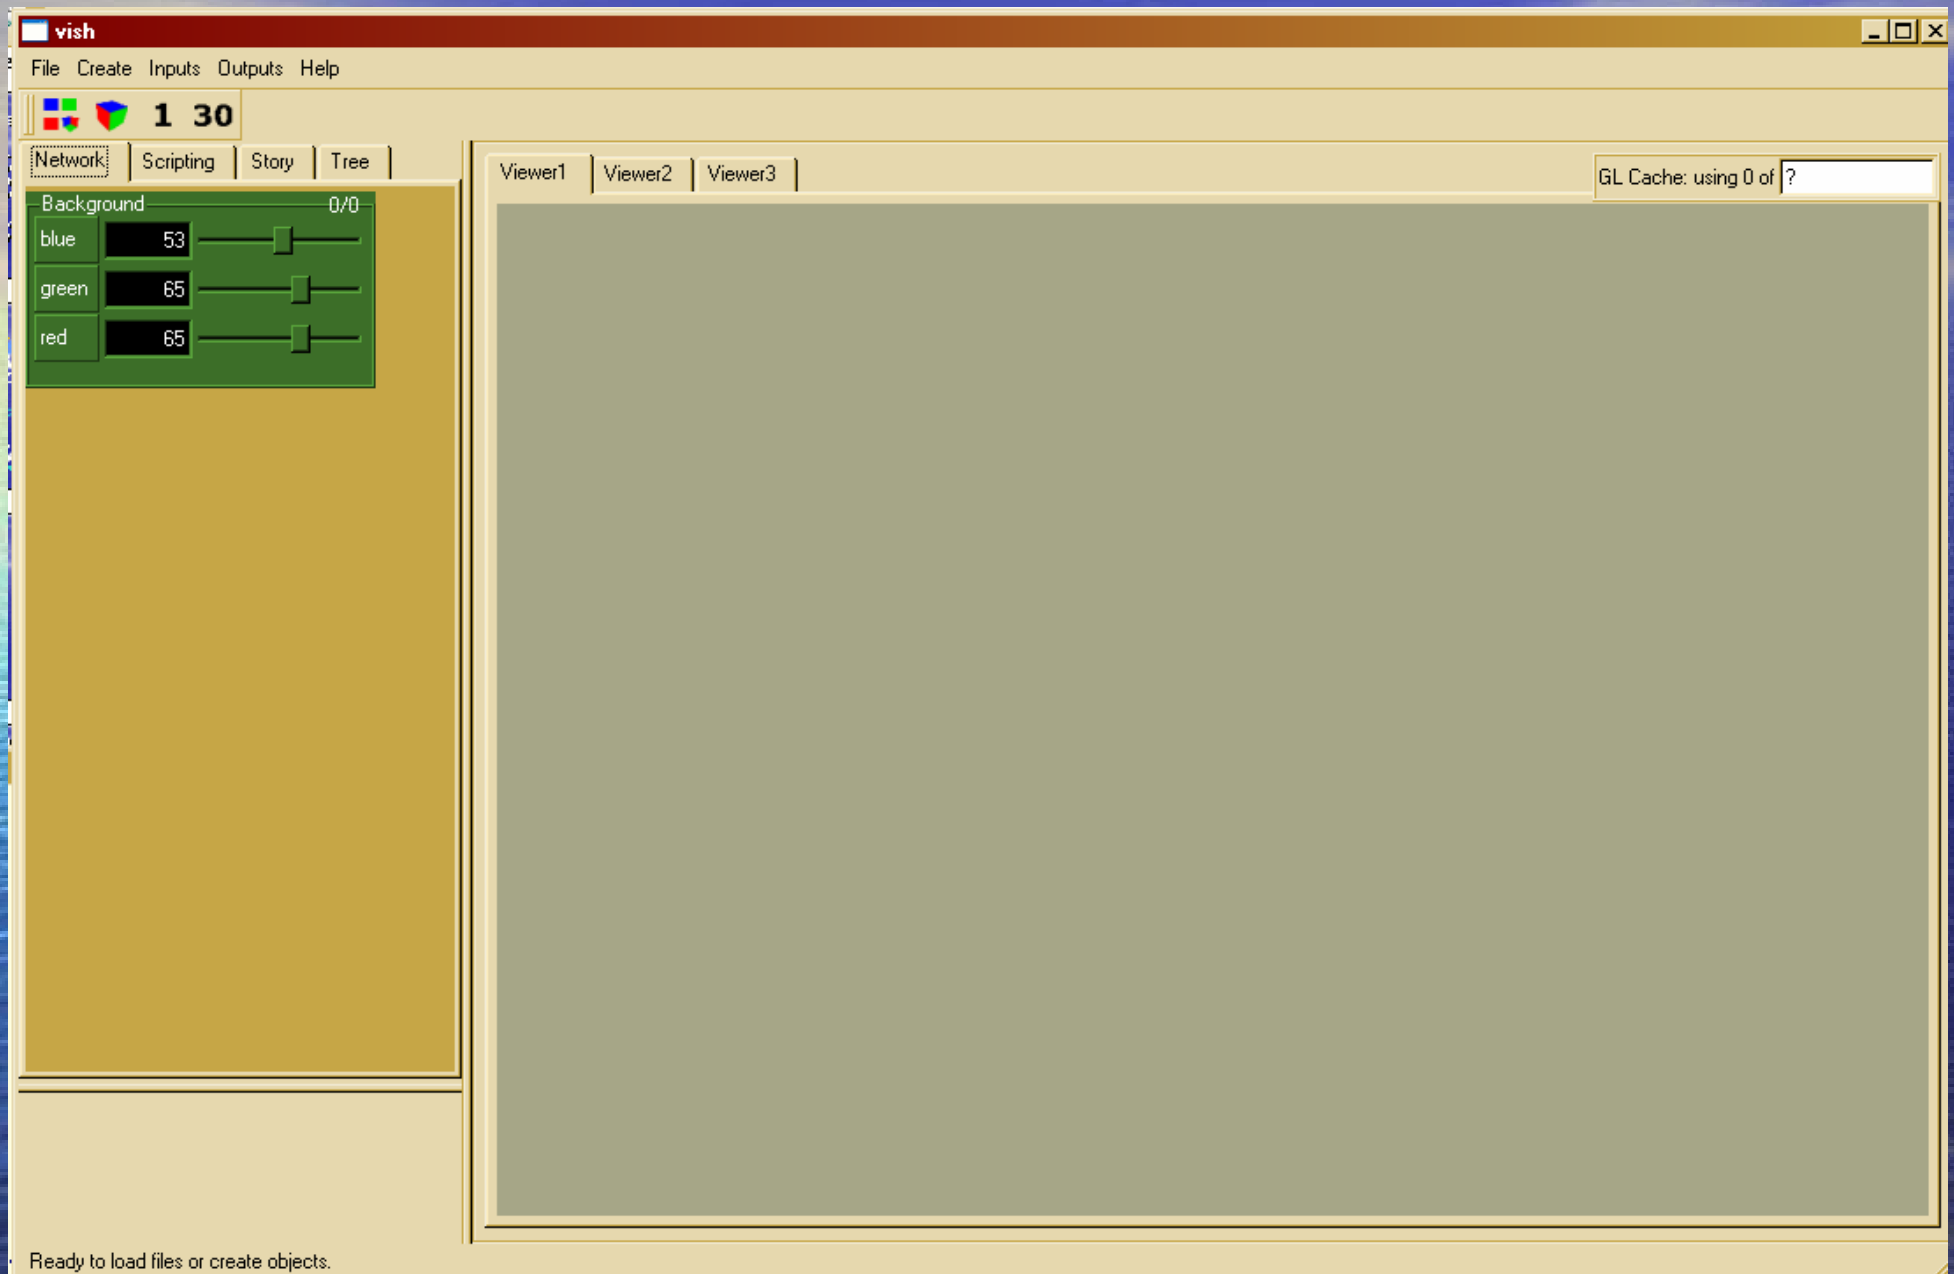 vish
File Create Inputs Outputs Help
1 30
Network Scripting Story Tree
Background 0/0
blue 53
green 65
red 65
Viewer1 Viewer2 Viewer3
GL Cache: using 0 of ?
Ready to load files or create objects.